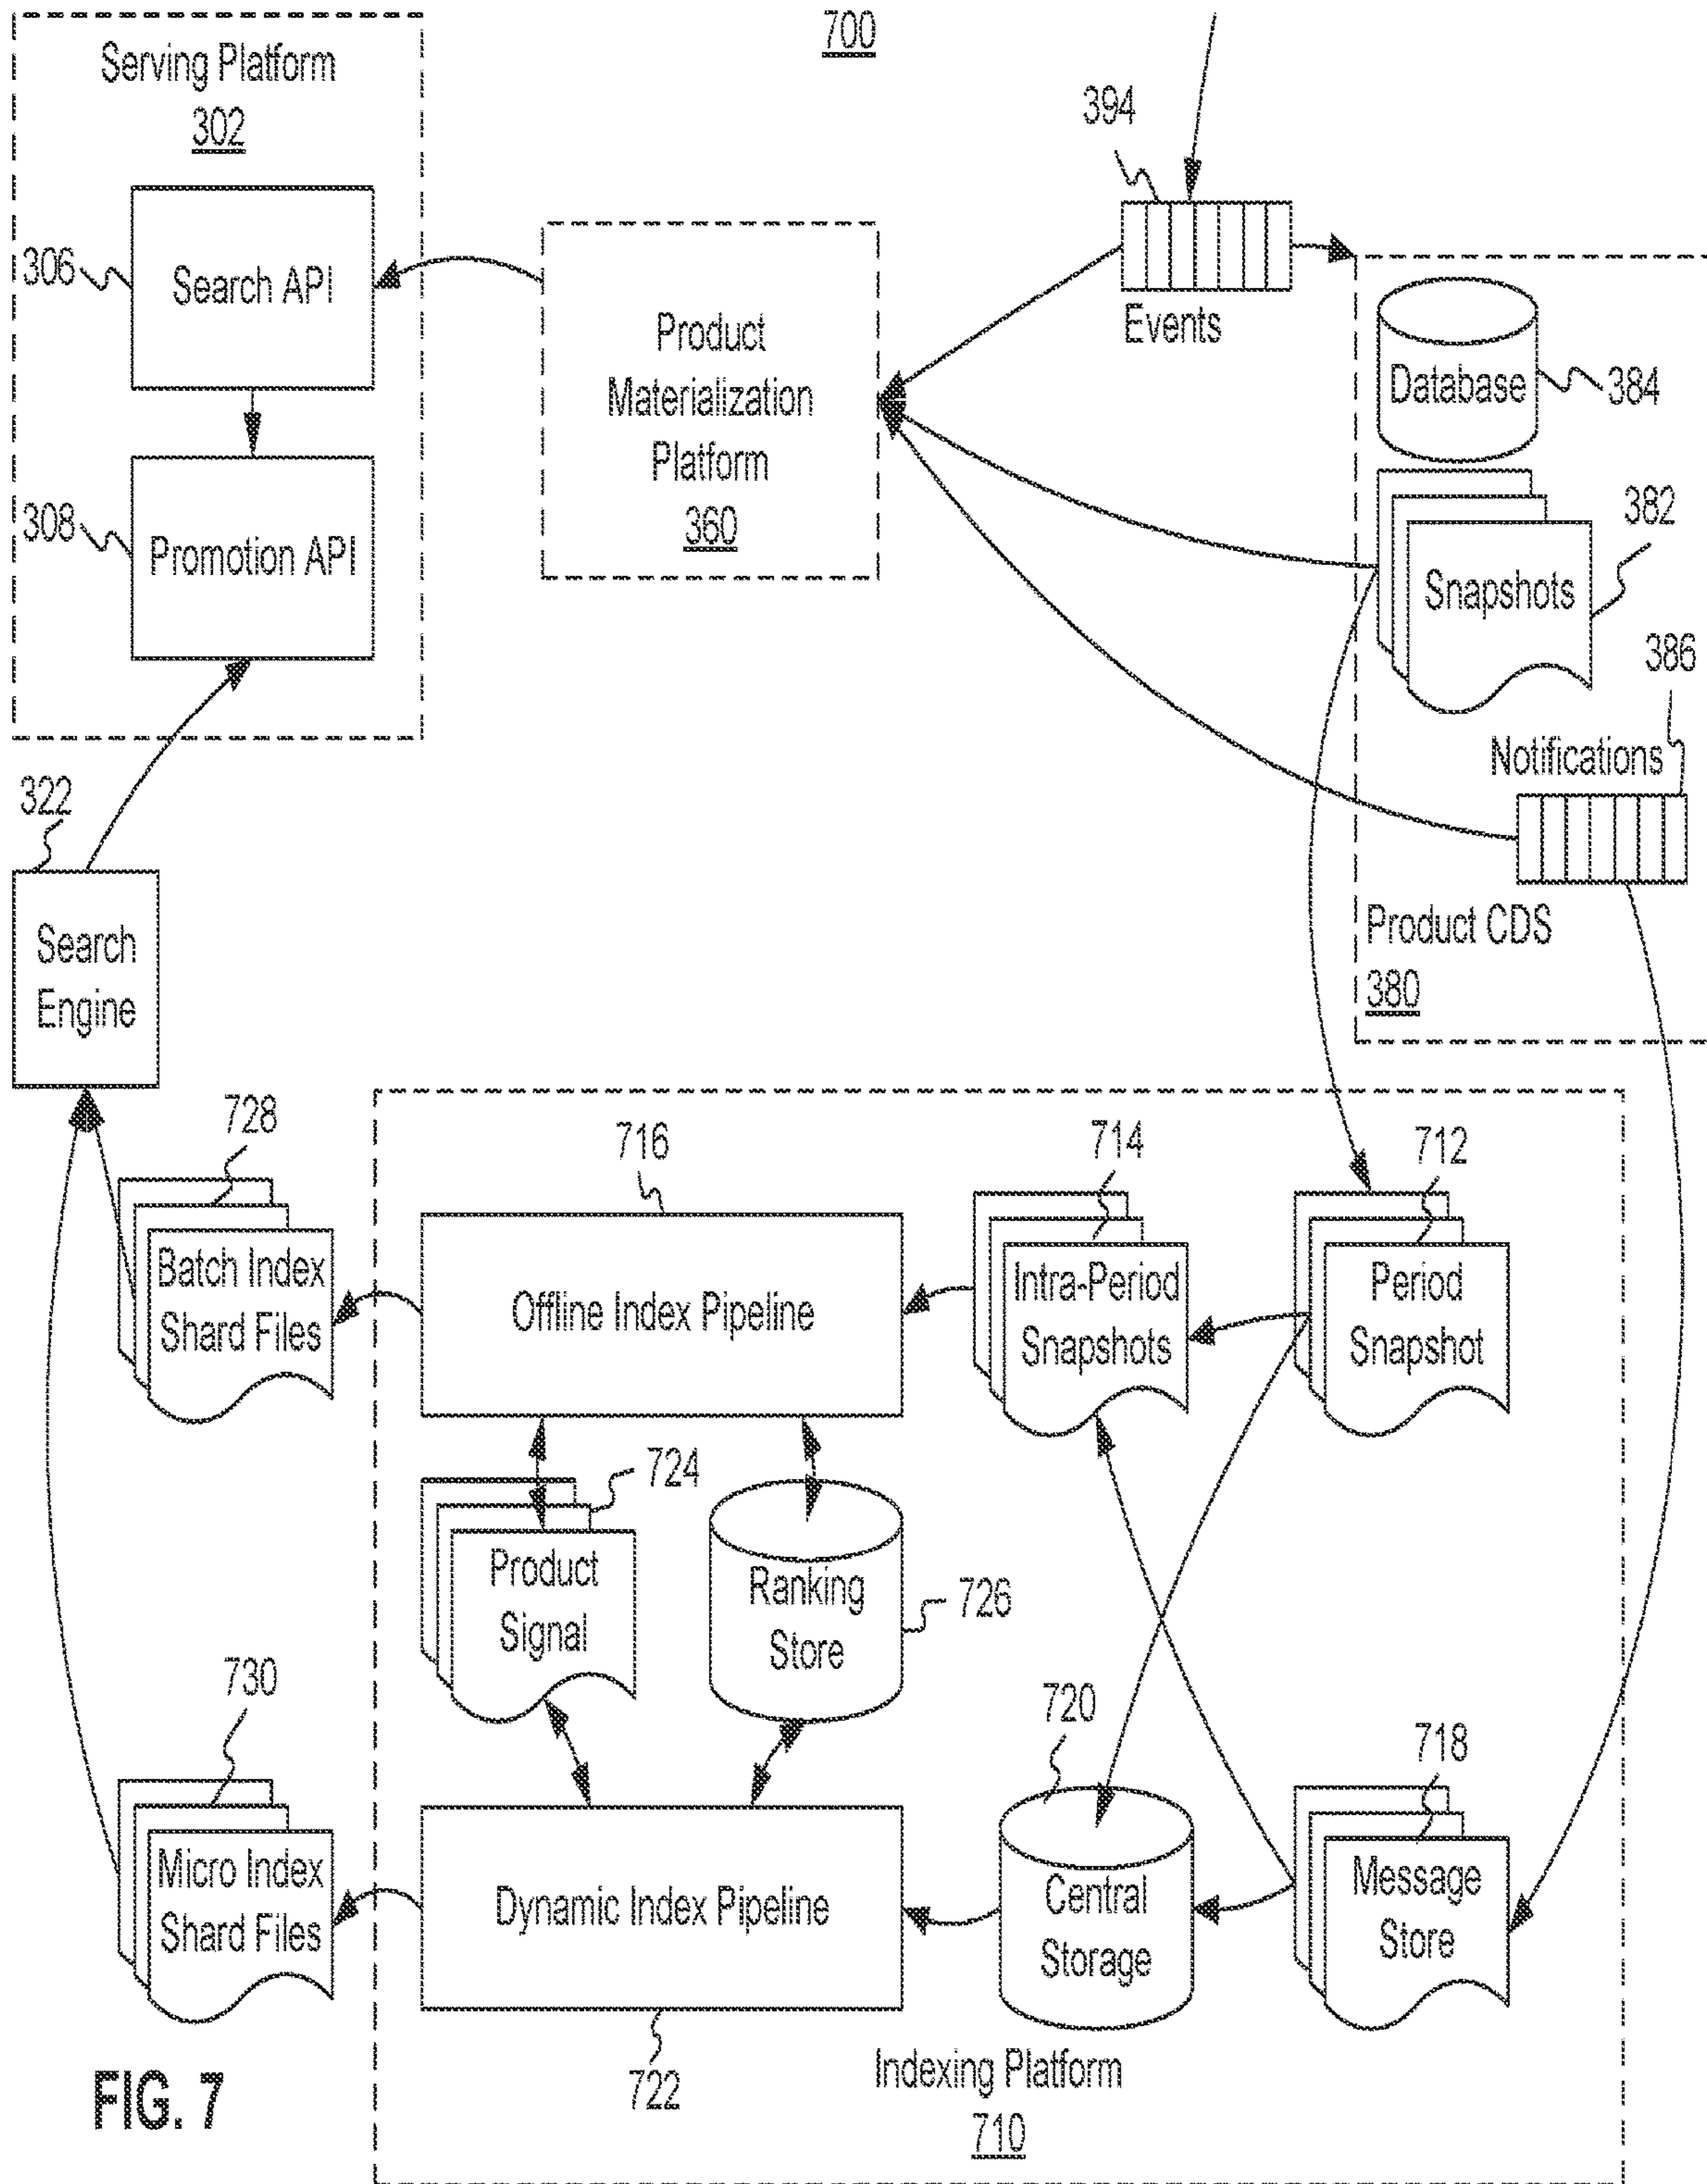 700
Serving Platform
302
394
306
Search API
Product
Materialization
Platform
360
Events
Database
384
308
Promotion API
382
Snapshots
386
Notifications
322
Search
Engine
Product CDS
380
728
716
714
712
Batch Index
Shard Files
Offline Index Pipeline
Intra-Period
Snapshots
Period
Snapshot
724
Product
Signal
Ranking
Store
726
730
720
718
Micro Index
Shard Files
Dynamic Index Pipeline
Central
Storage
Message
Store
722
Indexing Platform
710
FIG. 7